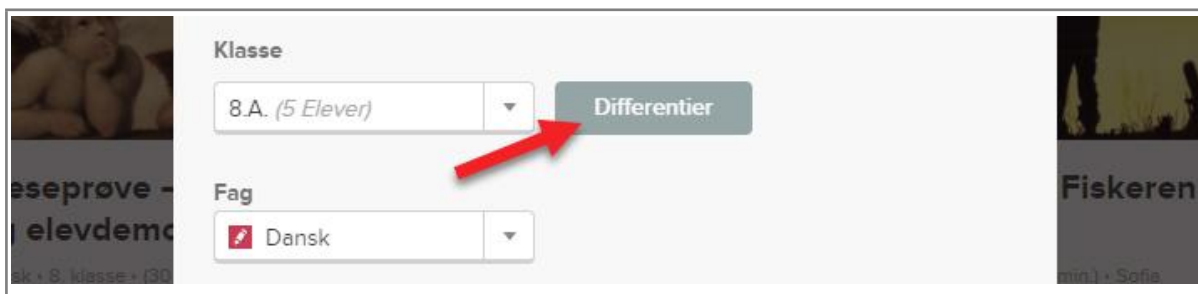 Klasse
8.A. (5 Elever)
Differentier
eseprøve -
elevdemo
sk • 8. klasse • (30
Fag
Dansk
Fiskeren
min.) • Sofie